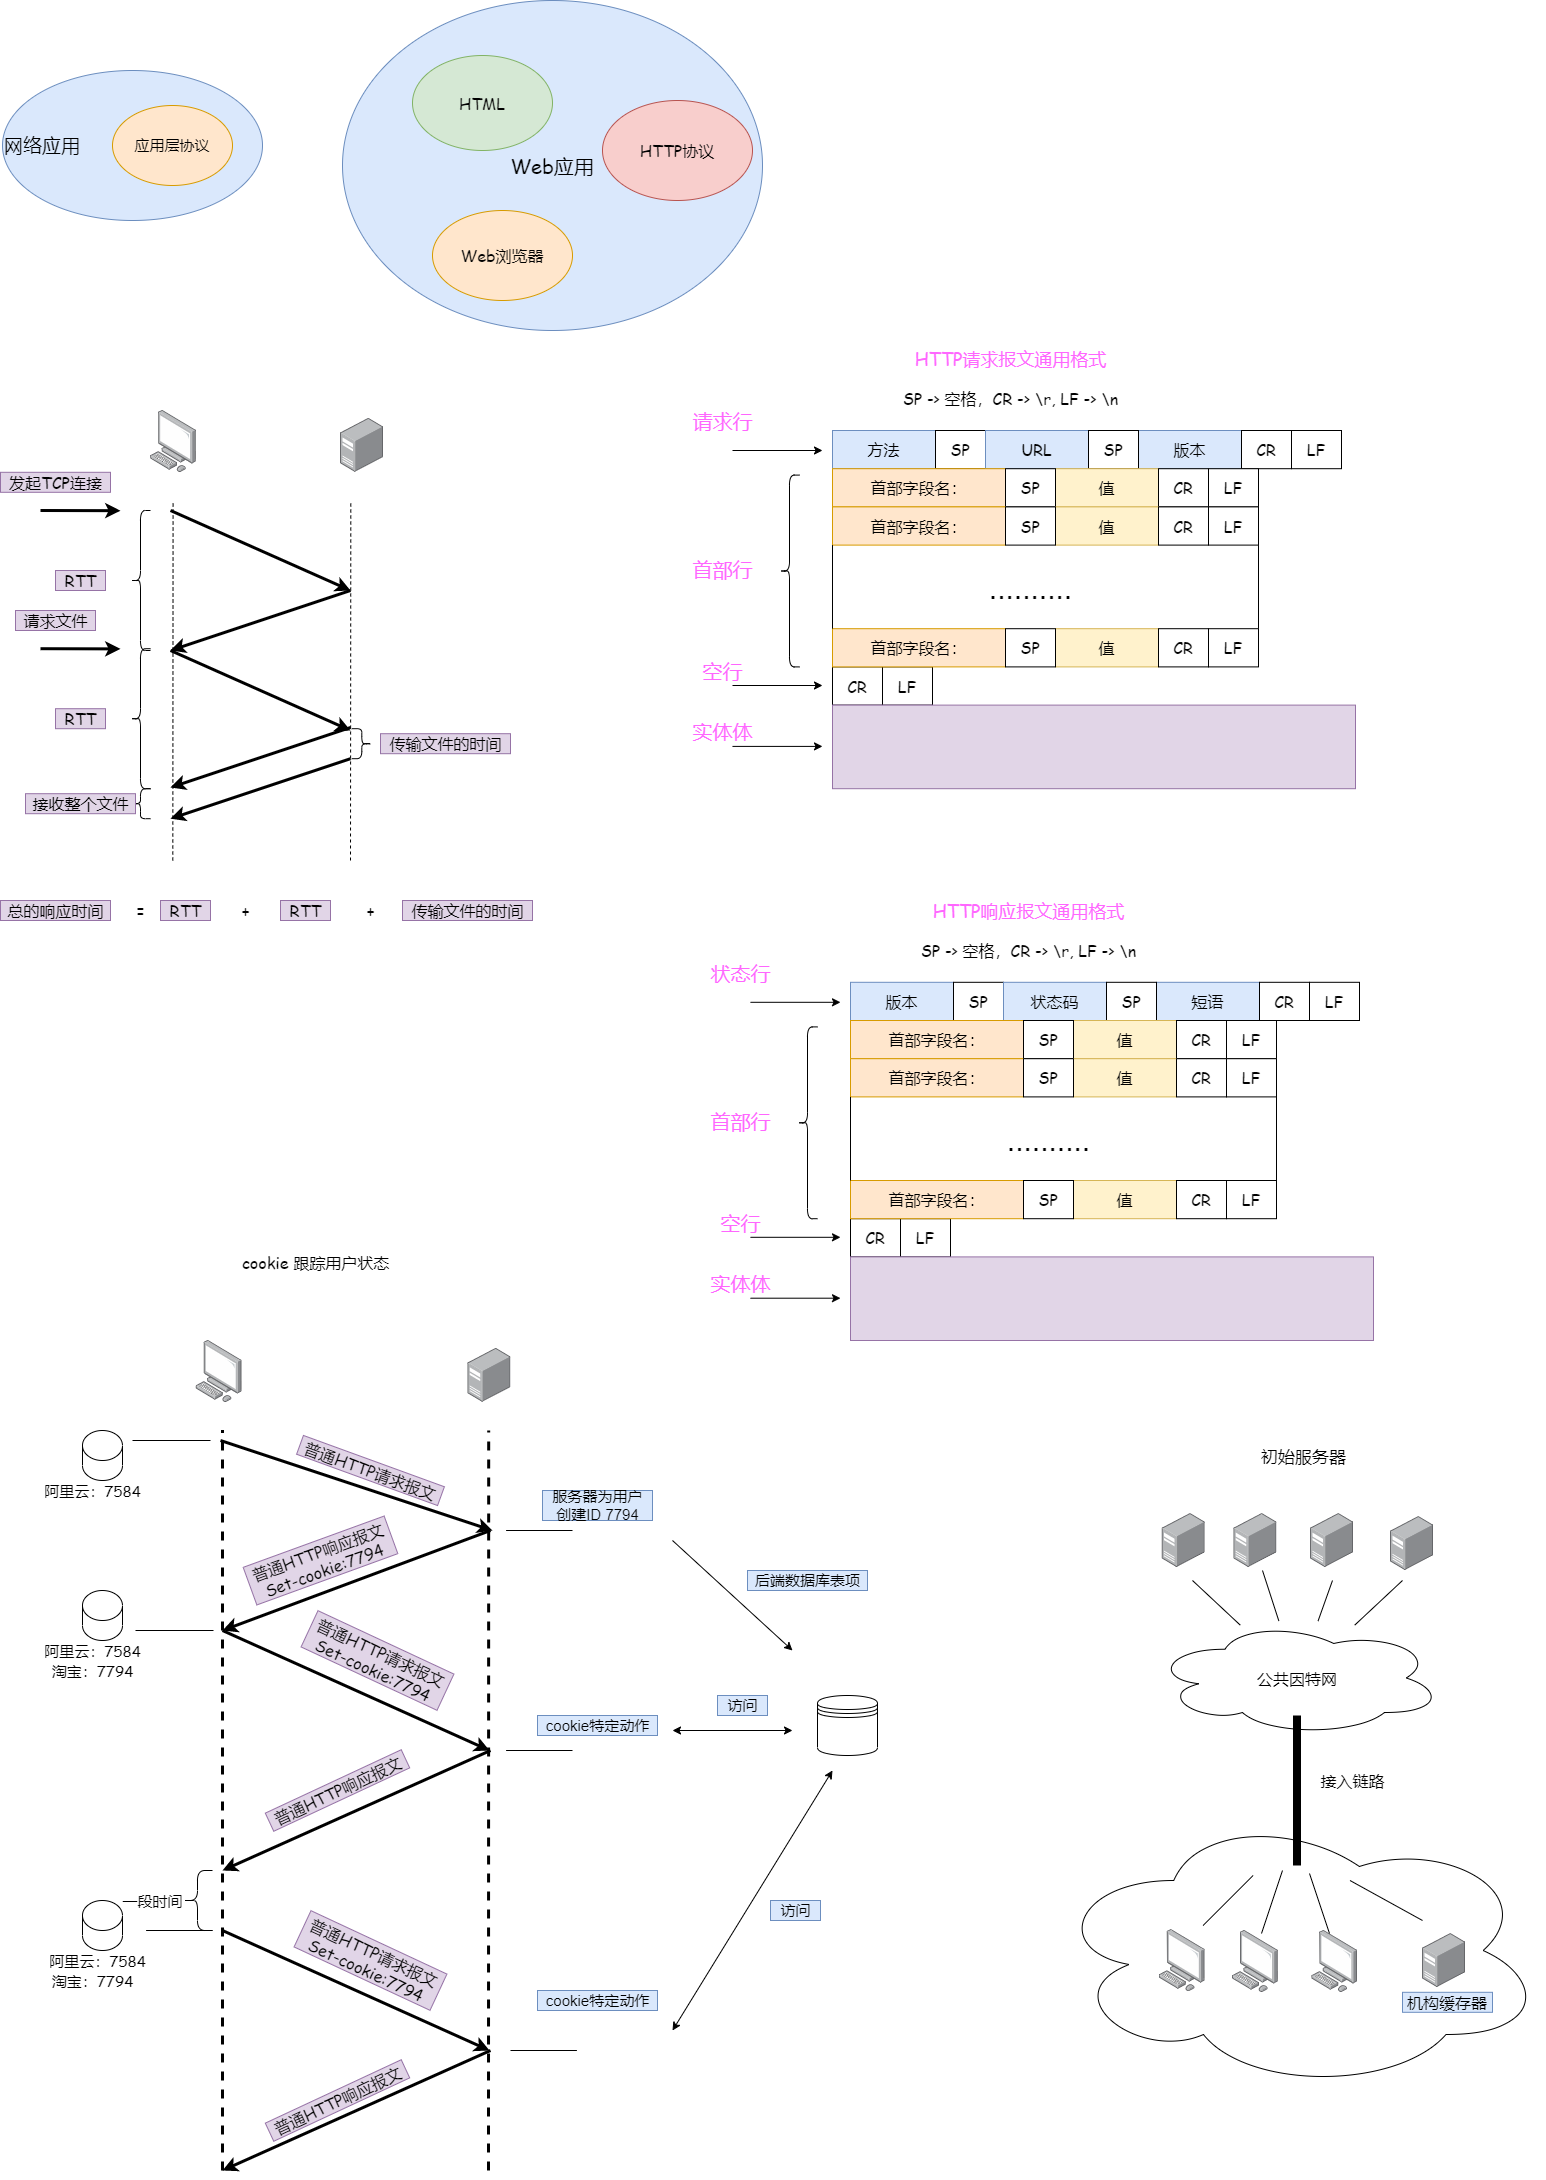 网络应用
应用层协议
HTML
HTTP协议
Web应用
Web浏览器
发起TCP连接
RTT
请求文件
RTT
传输文件的时间
接收整个文件
总的响应时间 = RTT + RTT + 传输文件的时间
HTTP请求报文通用格式
SP -> 空格，CR -> \r, LF -> \n
请求行
方法 SP URL SP 版本 CR LF
首部字段名： SP 值 CR LF
首部字段名： SP 值 CR LF
首部行
..........
首部字段名： SP 值 CR LF
空行
CR LF
实体体
HTTP响应报文通用格式
SP -> 空格，CR -> \r, LF -> \n
状态行
版本 SP 状态码 SP 短语 CR LF
首部字段名： SP 值 CR LF
首部字段名： SP 值 CR LF
首部行
..........
首部字段名： SP 值 CR LF
空行
CR LF
实体体
cookie 跟踪用户状态
阿里云：7584
普通HTTP请求报文
服务器为用户
创建ID 7794
普通HTTP响应报文
Set-cookie:7794
后端数据库表项
阿里云：7584
淘宝：7794
普通HTTP请求报文
Set-cookie:7794
cookie特定动作
访问
普通HTTP响应报文
一段时间
阿里云：7584
淘宝：7794
普通HTTP请求报文
Set-cookie:7794
访问
cookie特定动作
普通HTTP响应报文
初始服务器
公共因特网
接入链路
机构缓存器